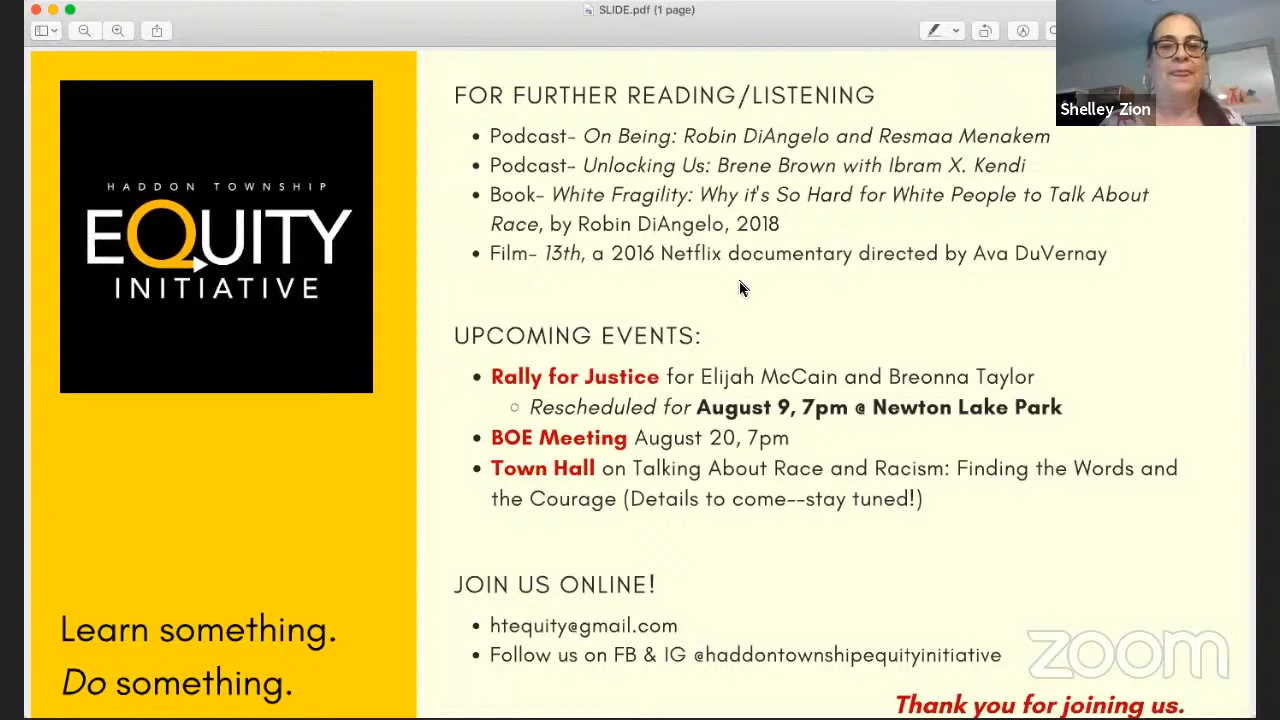 SLIDE.pdf (1 page)
Shelley Zion
HADDON TOWNSHIP
EQUITY
INITIATIVE
Learn something.
Do something.
FOR FURTHER READING/LISTENING
• Podcast- On Being: Robin DiAngelo and Resmaa Menakem
• Podcast- Unlocking Us: Brene Brown with Ibram X. Kendi
• Book- White Fragility: Why it's So Hard for White People to Talk About
Race, by Robin DiAngelo, 2018
• Film- 13th, a 2016 Netflix documentary directed by Ava DuVernay
UPCOMING EVENTS:
• Rally for Justice for Elijah McCain and Breonna Taylor
○ Rescheduled for August 9, 7pm @ Newton Lake Park
• BOE Meeting August 20, 7pm
• Town Hall on Talking About Race and Racism: Finding the Words and
the Courage (Details to come--stay tuned!)
JOIN US ONLINE!
• htequity@gmail.com
• Follow us on FB & IG @haddontownshipequityinitiative
zoom
Thank you for joining us.